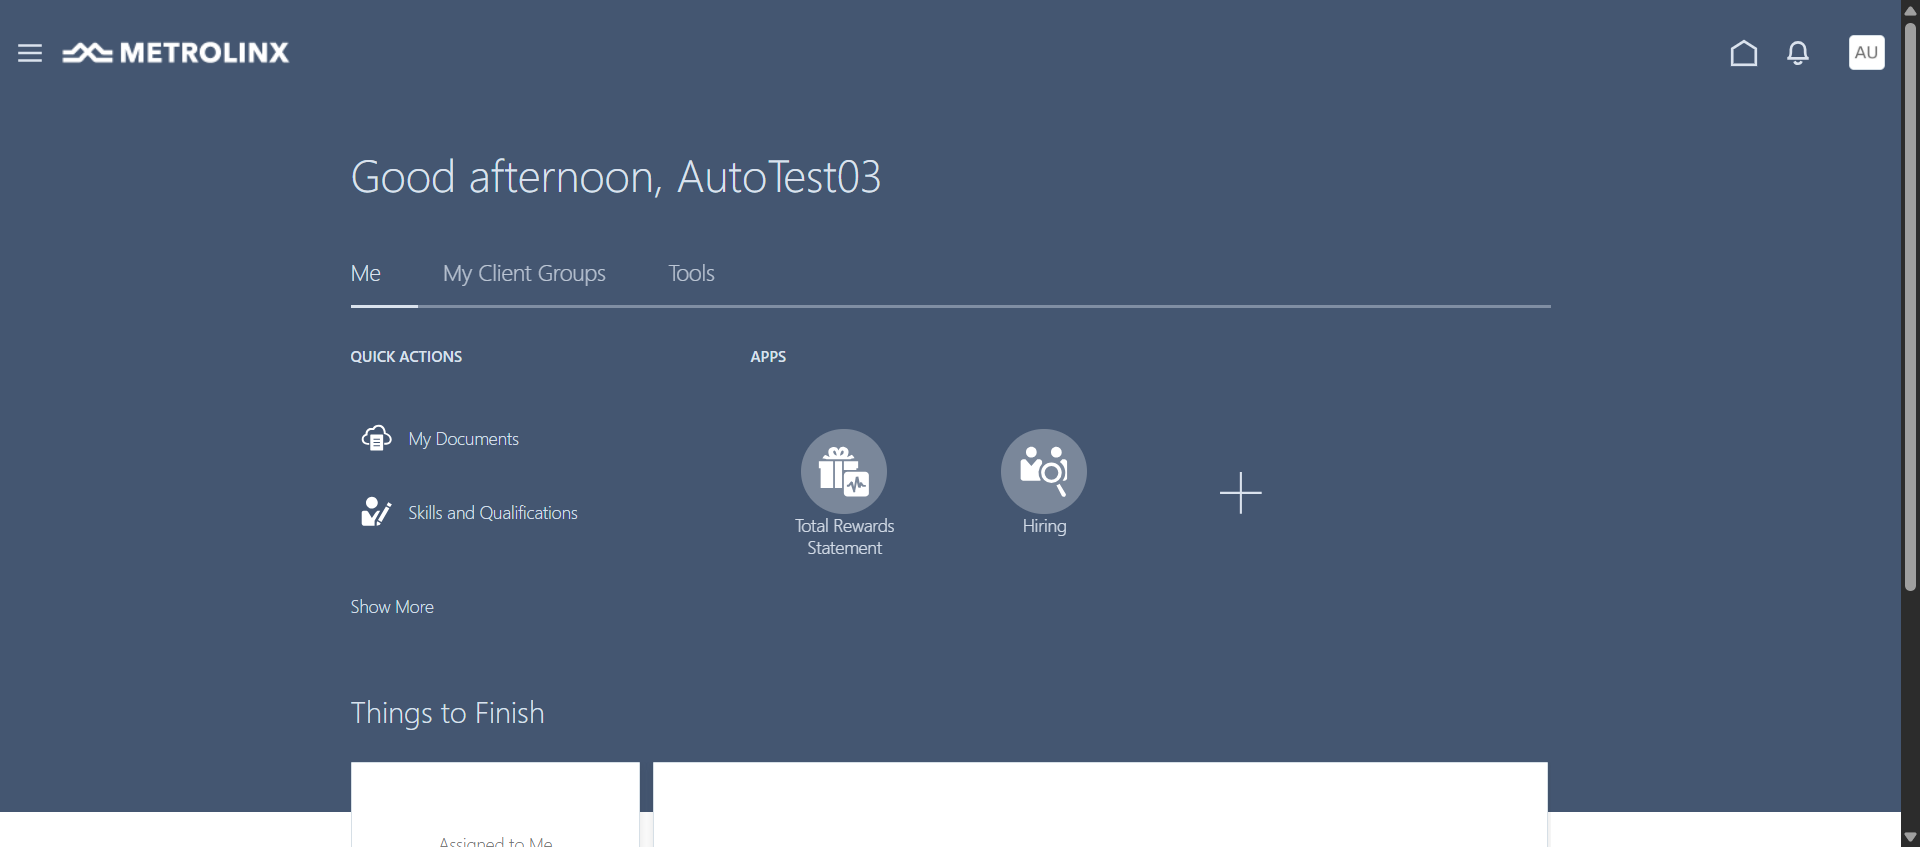 METROLINX
AU
Good afternoon, AutoTest03
Me
My Client Groups
Tools
QUICK ACTIONS
APPS
My Documents
Skills and Qualifications
Show More
Total Rewards
Statement
Hiring
Things to Finish
Assigned to Me